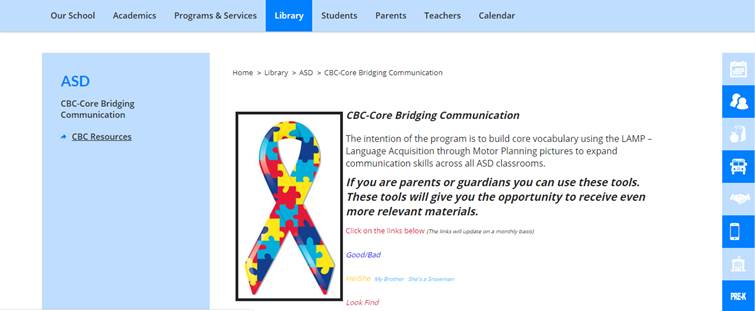 Our School Academics Programs & Services Library Students Parents Teachers Calendar
ASD
CBC-Core Bridging
Communication
CBC Resources
Home > Library > ASD > CBC-Core Bridging Communication
CBC-Core Bridging Communication
The intention of the program is to build core vocabulary using the LAMP –
Language Acquisition through Motor Planning pictures to expand
communication skills across all ASD classrooms.
If you are parents or guardians you can use these tools.
These tools will give you the opportunity to receive even
more relevant materials.
Click on the links below (The links will update on a monthly basis)
Good/Bad
He/She My Brother She's a Snowman
Look Find
PRE-K